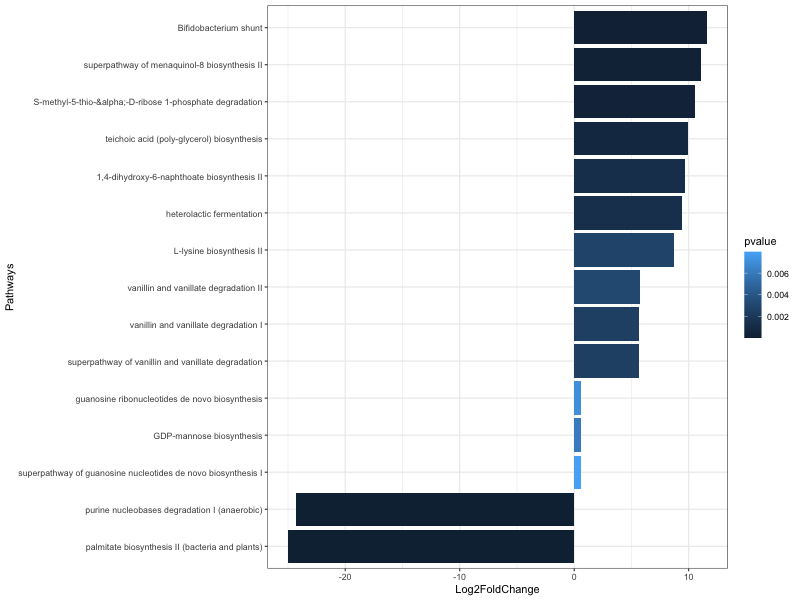 Bifidobacterium shunt
superpathway of menaquinol-8 biosynthesis II
S-methyl-5-thio-&alpha;-D-ribose 1-phosphate degradation
teichoic acid (poly-glycerol) biosynthesis
1,4-dihydroxy-6-naphthoate biosynthesis II
heterolactic fermentation
L-lysine biosynthesis II
vanillin and vanillate degradation II
vanillin and vanillate degradation I
superpathway of vanillin and vanillate degradation
guanosine ribonucleotides de novo biosynthesis
GDP-mannose biosynthesis
superpathway of guanosine nucleotides de novo biosynthesis I
purine nucleobases degradation I (anaerobic)
palmitate biosynthesis II (bacteria and plants)
Pathways
-20
-10
0
10
Log2FoldChange
pvalue
0.006
0.004
0.002